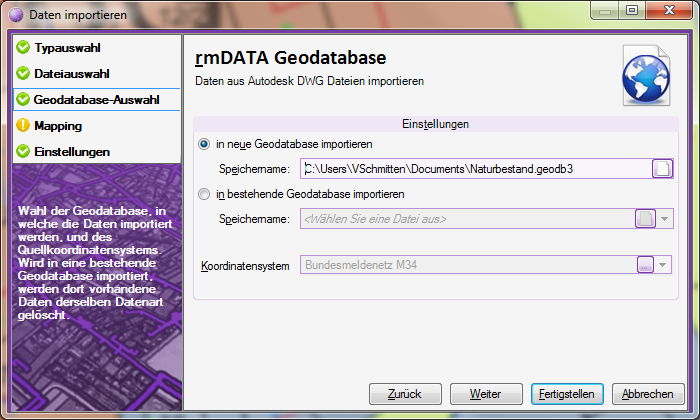 Daten importieren
Typauswahl
Dateiauswahl
Geodatabase-Auswahl
Mapping
Einstellungen
Wahl der Geodatabase, in
welche die Daten importiert
werden, und des
Quellkoordinatensystems.
Wird in eine bestehende
Geodatabase importiert,
werden dort vorhandene
Daten derselben Datenart
gelöscht.
rmDATA Geodatabase
Daten aus Autodesk DWG Dateien importieren
Einstellungen
in neue Geodatabase importieren
Speichername: C:\Users\VSchmitten\Documents\Naturbestand.geodb3
in bestehende Geodatabase importieren
Speichername: <Wählen Sie eine Datei aus>
Koordinatensystem Bundesmeldenetz M34
Zurück Weiter Fertigstellen Abbrechen